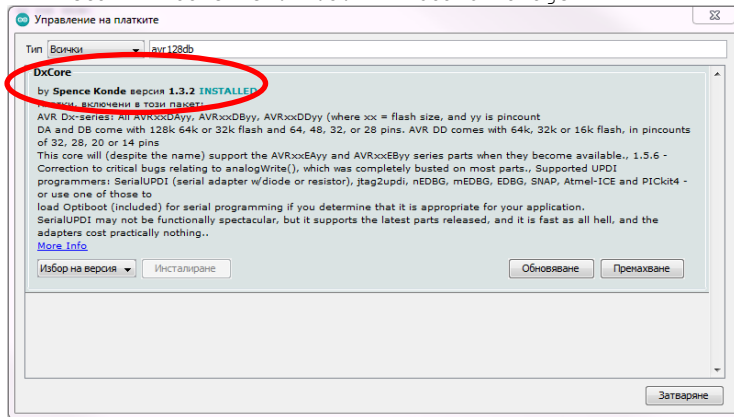 Управление на платките
Тип Всички avr128db
DxCore
by Spence Konde версия 1.3.2 INSTALLED
включени в този пакет:
AVR Dx-series: All AVRxxDAyy, AVRxxDByy, AVRxxDDyy (where xx = flash size, and yy is pincount
DA and DB come with 128k 64k or 32k flash and 64, 48, 32, or 28 pins. AVR DD comes with 64k, 32k or 16k flash, in pincounts
of 32, 28, 20 or 14 pins
This core will (despite the name) support the AVRxxEAyy and AVRxxEByy series parts when they become available., 1.5.6 -
Correction to critical bugs relating to analogWrite(), which was completely busted on most parts., Supported UPDI
programmers: SerialUPDI (serial adapter w/diode or resistor), jtag2updi, nEDBG, mEDBG, EDBG, SNAP, Atmel-ICE and PICkit4 -
or use one of those to
load Optiboot (included) for serial programming if you determine that it is appropriate for your application.
SerialUPDI may not be functionally spectacular, but it supports the latest parts released, and it is fast as all hell, and the
adapters cost practically nothing..
More Info
Избор на версия Инсталиране Обновяване Премахване
Затваряне